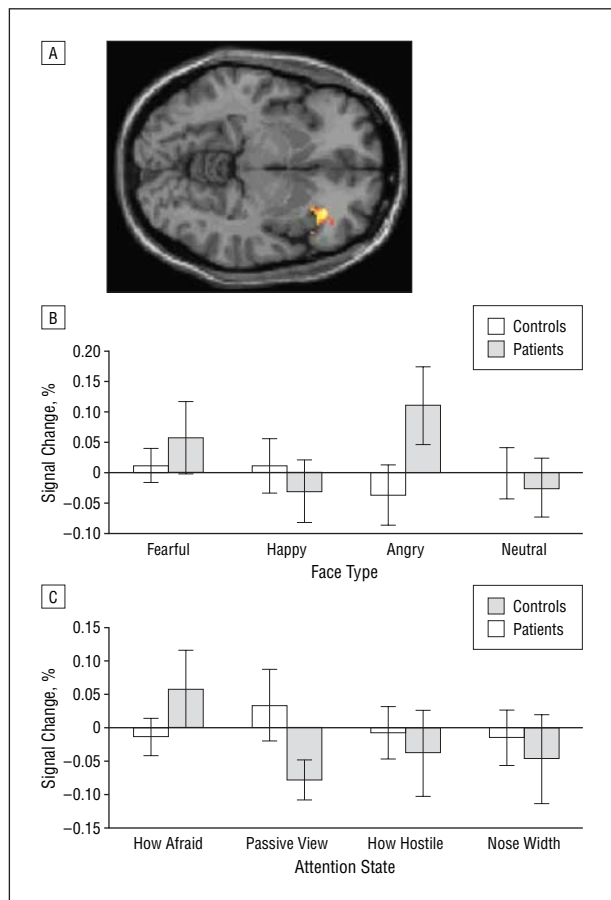 A
B
Controls
Patients
0.20
0.15
0.10
0.05
0
−0.05
−0.10
Signal Change, %
Fearful Happy Angry Neutral
Face Type
C
Controls
Patients
0.15
0.10
0.05
0
−0.05
−0.10
−0.15
Signal Change, %
How Afraid Passive View How Hostile Nose Width
Attention State